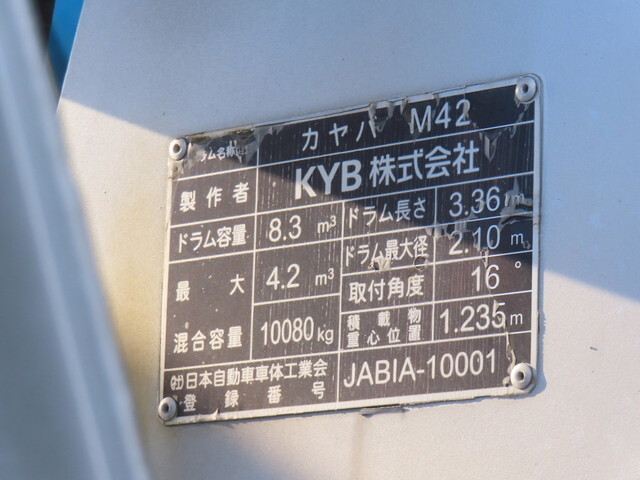 ラム名称 カヤバ M42
製作者 KYB 株式会社
ドラム容量 8.3 m³ ドラム長さ 3.36 m
ドラム最大径 2.10 m
最大 4.2 m³ 取付角度 16°
混合容量 10080 kg 積載物重心位置 1.235 m
㈳日本自動車車体工業会 JABIA-10001
登録番号